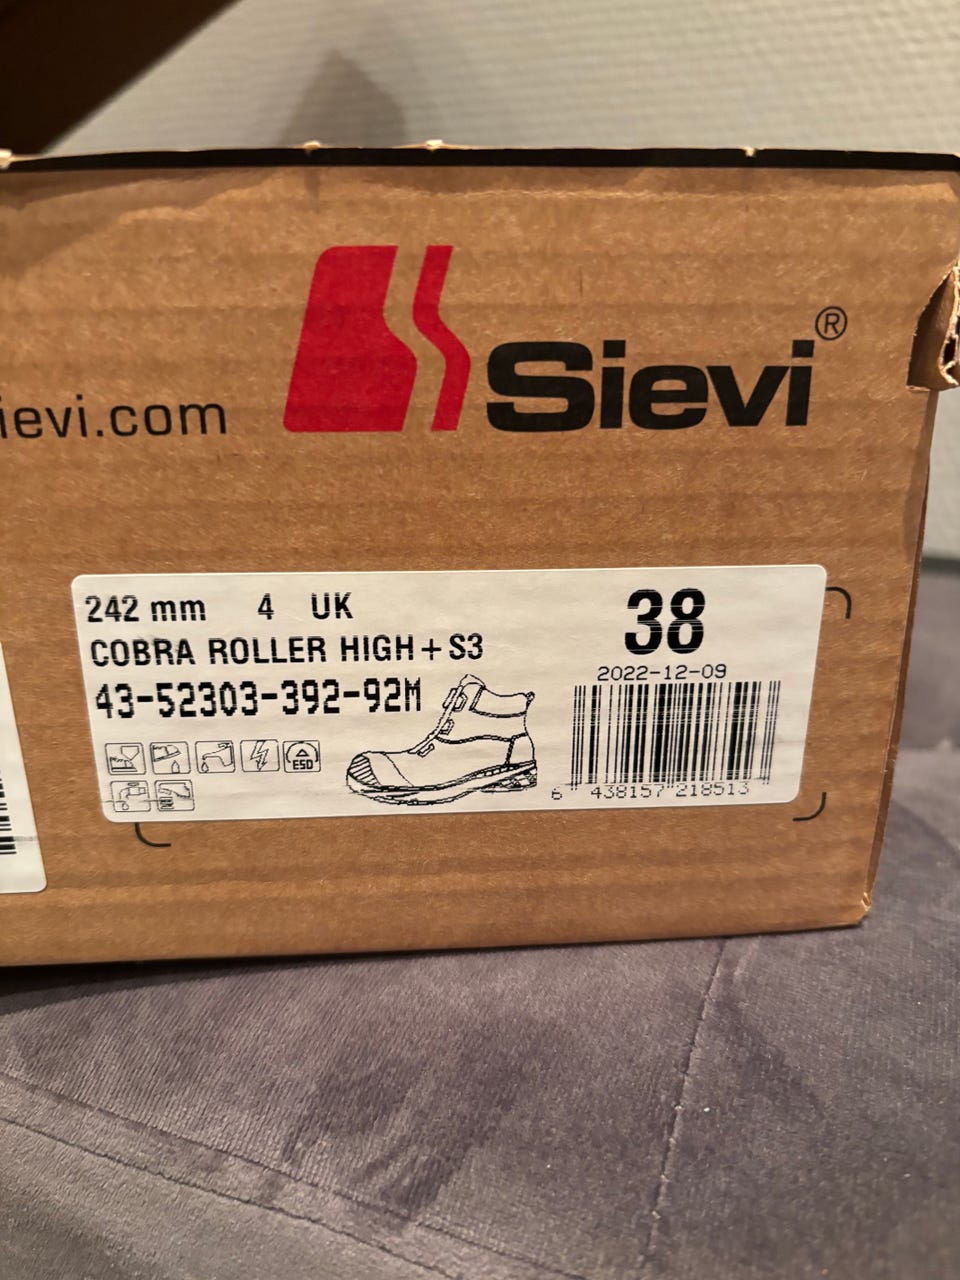 Sievi®
ievi.com
242 mm 4 UK
38
COBRA ROLLER HIGH+S3
2022-12-09
43-52303-392-92M
ESD
6 438157 218513